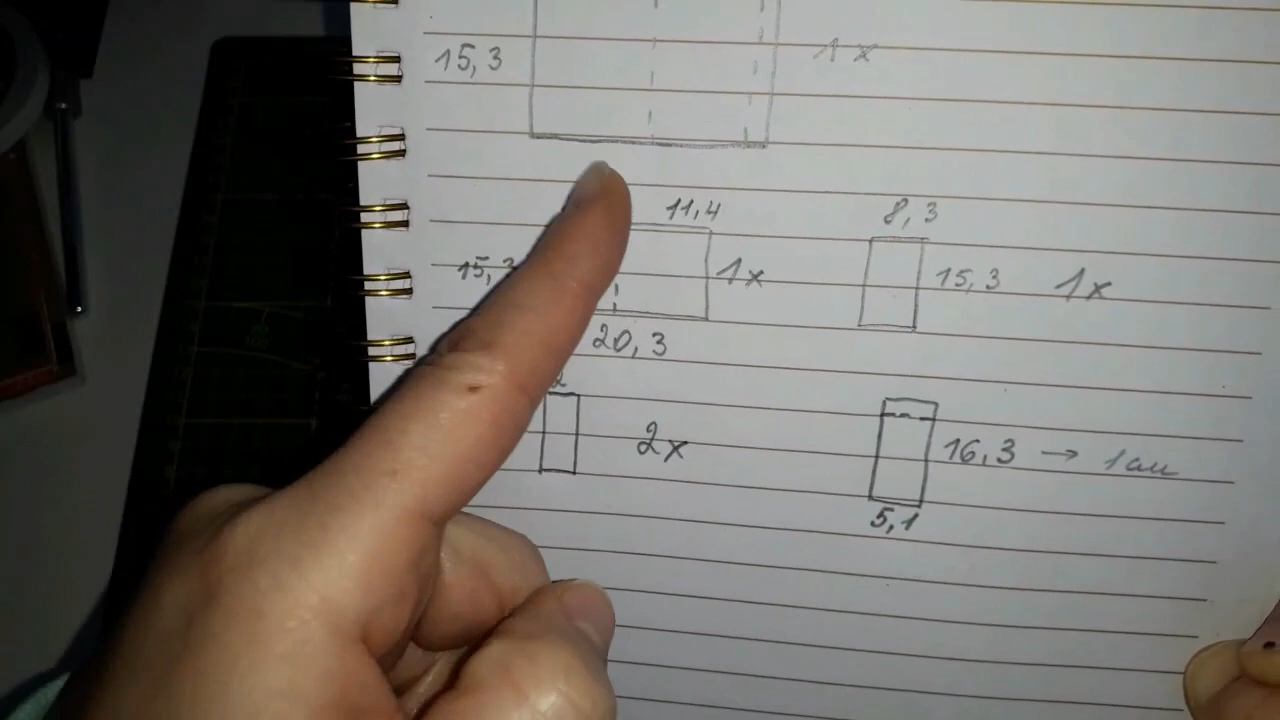 15,3 1x
11,4 8,3
15,3 1x 15,3 1x
20,3
2x 16,3 → 1cm
5,1